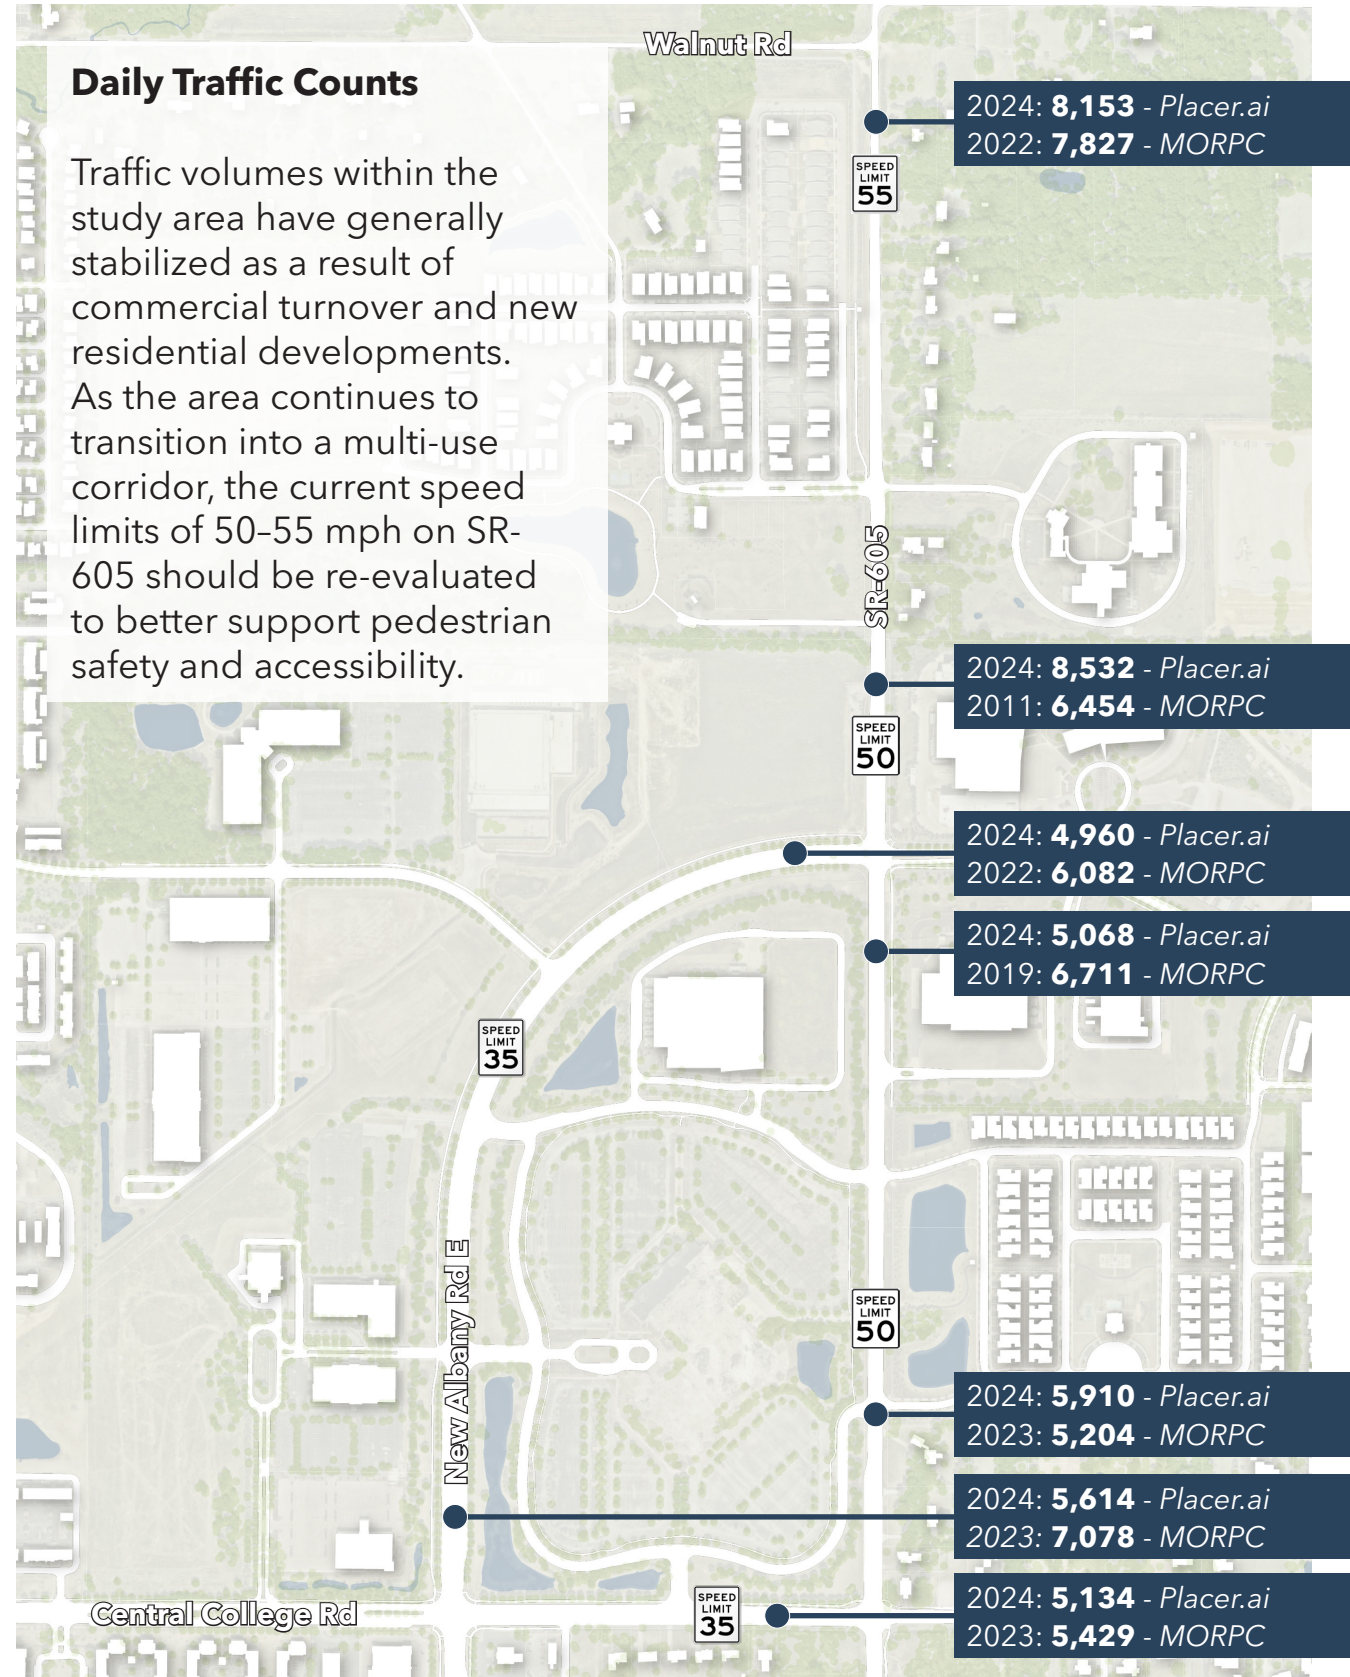 Walnut Rd
Daily Traffic Counts
Traffic volumes within the
study area have generally
stabilized as a result of
commercial turnover and new
residential developments.
As the area continues to
transition into a multi-use
corridor, the current speed
limits of 50–55 mph on SR-
605 should be re-evaluated
to better support pedestrian
safety and accessibility.
2024: 8,153 - Placer.ai
2022: 7,827 - MORPC
SPEED
LIMIT
55
SR-605
2024: 8,532 - Placer.ai
2011: 6,454 - MORPC
SPEED
LIMIT
50
2024: 4,960 - Placer.ai
2022: 6,082 - MORPC
2024: 5,068 - Placer.ai
2019: 6,711 - MORPC
SPEED
LIMIT
35
New Albany Rd E
SPEED
LIMIT
50
2024: 5,910 - Placer.ai
2023: 5,204 - MORPC
2024: 5,614 - Placer.ai
2023: 7,078 - MORPC
Central College Rd
SPEED
LIMIT
35
2024: 5,134 - Placer.ai
2023: 5,429 - MORPC